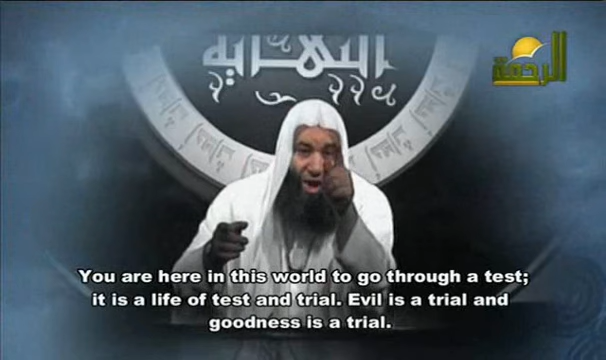 النهاية
الرحمة
You are here in this world to go through a test;
it is a life of test and trial. Evil is a trial and
goodness is a trial.